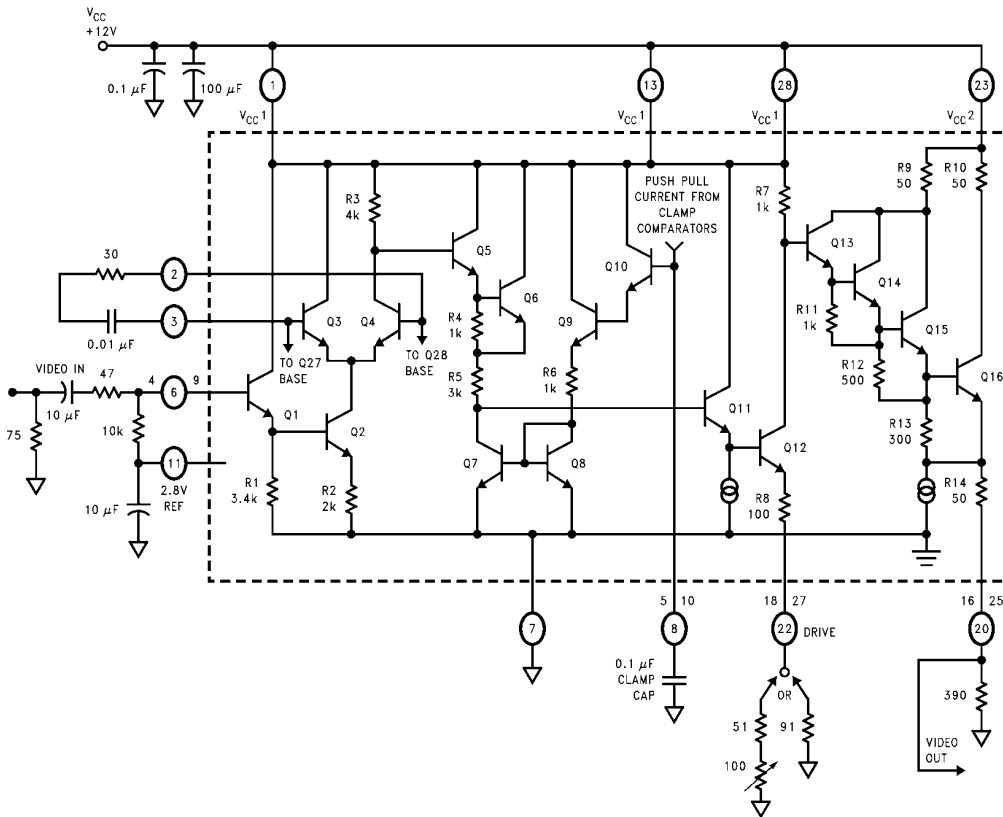 VCC
+12V
0.1 µF
100 µF
1
13
28
23
VCC1
VCC1
VCC1
VCC2
R3
4k
PUSH PULL
CURRENT FROM
CLAMP
COMPARATORS
R7
1k
R9
50
R10
50
30
2
3
0.01 µF
Q3
Q4
Q5
Q6
R4
1k
Q9
Q10
Q13
Q14
R11
1k
Q15
TO Q27
BASE
TO Q28
BASE
R5
3k
R6
1k
R12
500
Q16
VIDEO IN
10 µF
47
4
6
9
75
10k
Q1
Q2
Q11
Q12
R13
300
11
2.8V
REF
10 µF
R1
3.4k
R2
2k
Q7
Q8
R8
100
R14
50
7
5 10
8
0.1 µF
CLAMP
CAP
18 27
22
DRIVE
OR
51
91
100
16 25
20
390
VIDEO
OUT